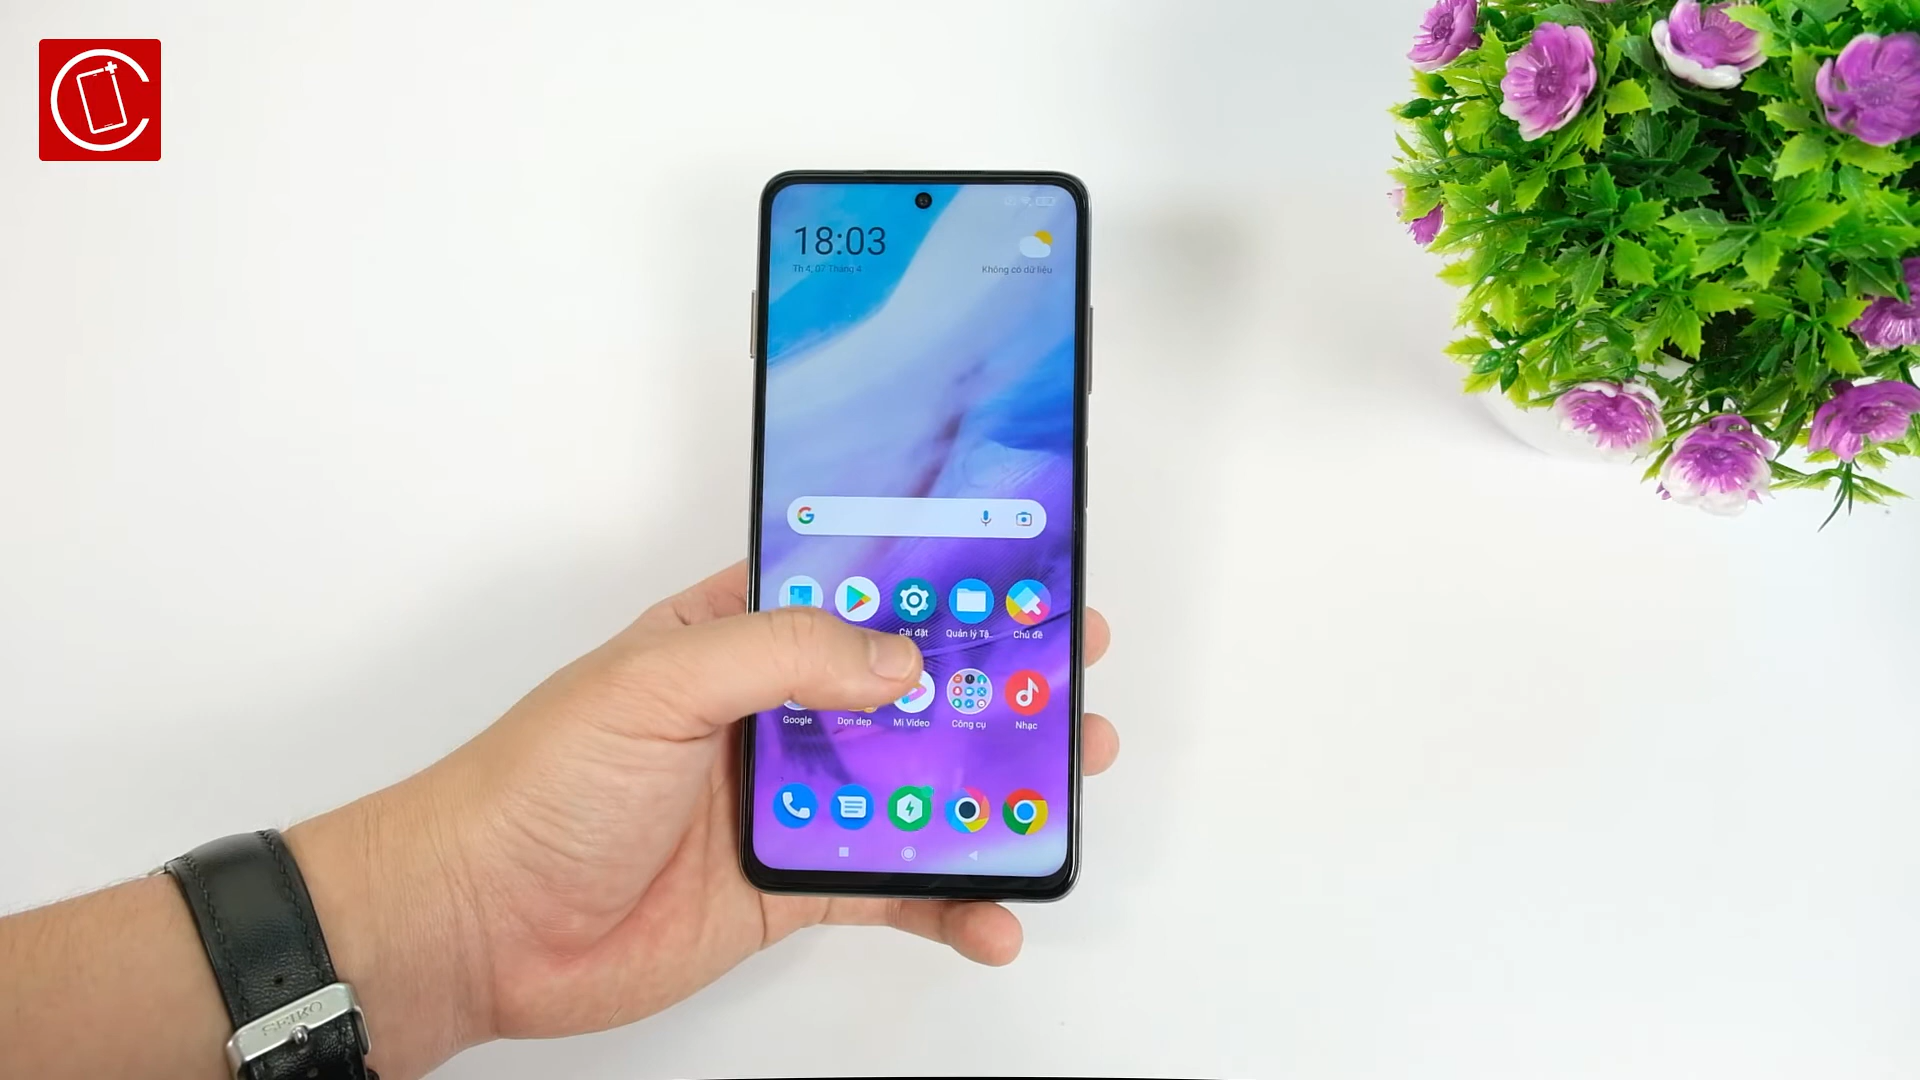 18:03
Th 4, 07 Tháng 4
Không có dữ liệu
Cài đặt
Quản lý Tậ..
Chủ đề
Google
Dọn dẹp
Mi Video
Công cụ
Nhạc
SEIKO